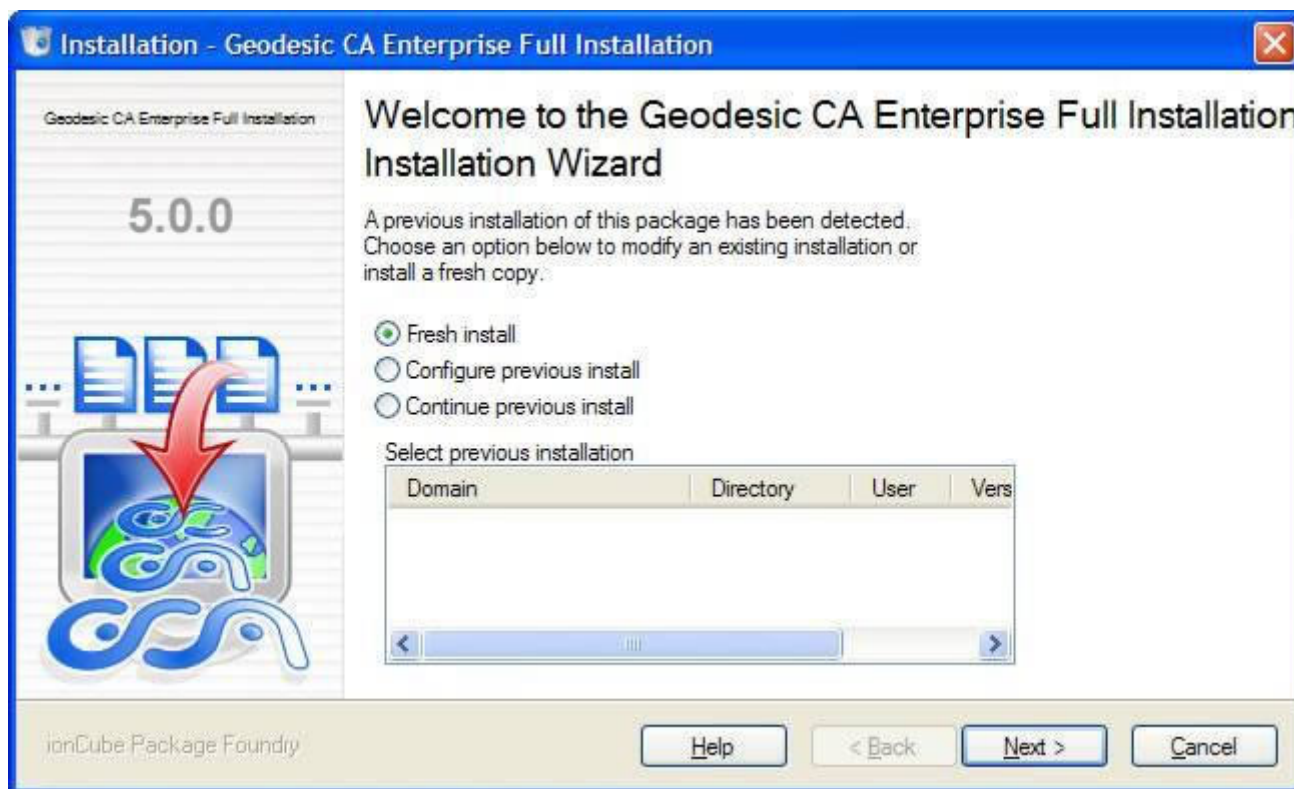 Installation - Geodesic CA Enterprise Full Installation
Geodesic CA Enterprise Full Installation
5.0.0
Welcome to the Geodesic CA Enterprise Full Installation
Installation Wizard
A previous installation of this package has been detected.
Choose an option below to modify an existing installation or
install a fresh copy.
Fresh install
Configure previous install
Continue previous install
Select previous installation
Domain Directory User Vers
ionCube Package Foundry
Help < Back Next > Cancel